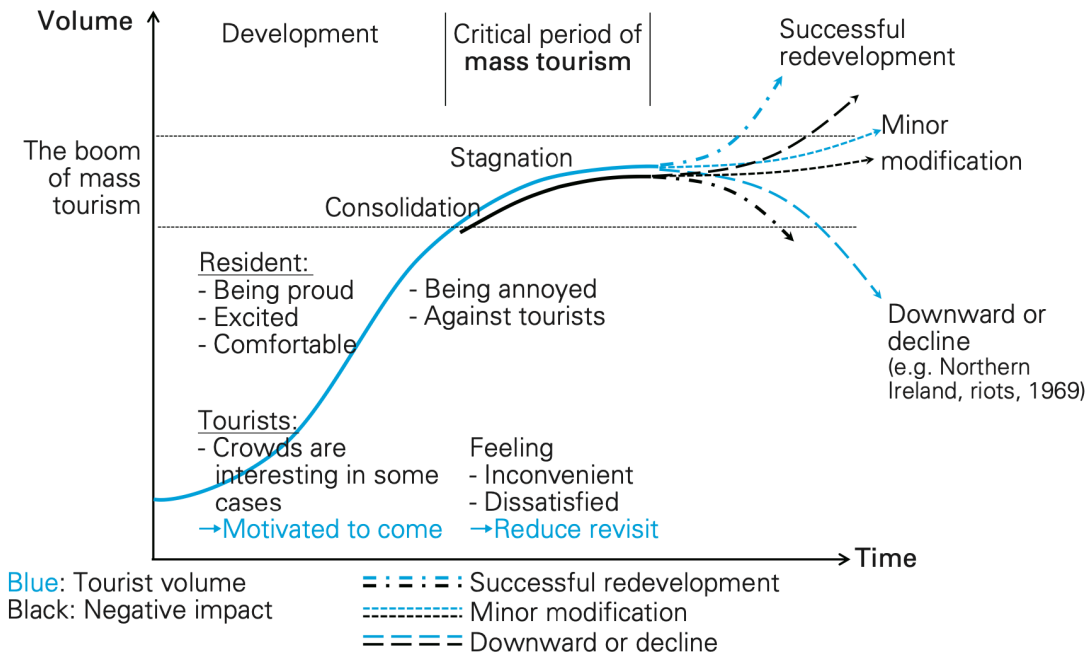 Volume
Development
Critical period of
mass tourism
Successful
redevelopment
The boom
of mass
tourism
Stagnation
Consolidation
Minor
modification
Resident:
- Being proud
- Excited
- Comfortable
- Being annoyed
- Against tourists
Downward or
decline
(e.g. Northern
Ireland, riots, 1969)
Tourists:
- Crowds are
interesting in some
cases
→Motivated to come
Feeling
- Inconvenient
- Dissatisfied
→Reduce revisit
Time
Blue: Tourist volume
Black: Negative impact
Successful redevelopment
Minor modification
Downward or decline